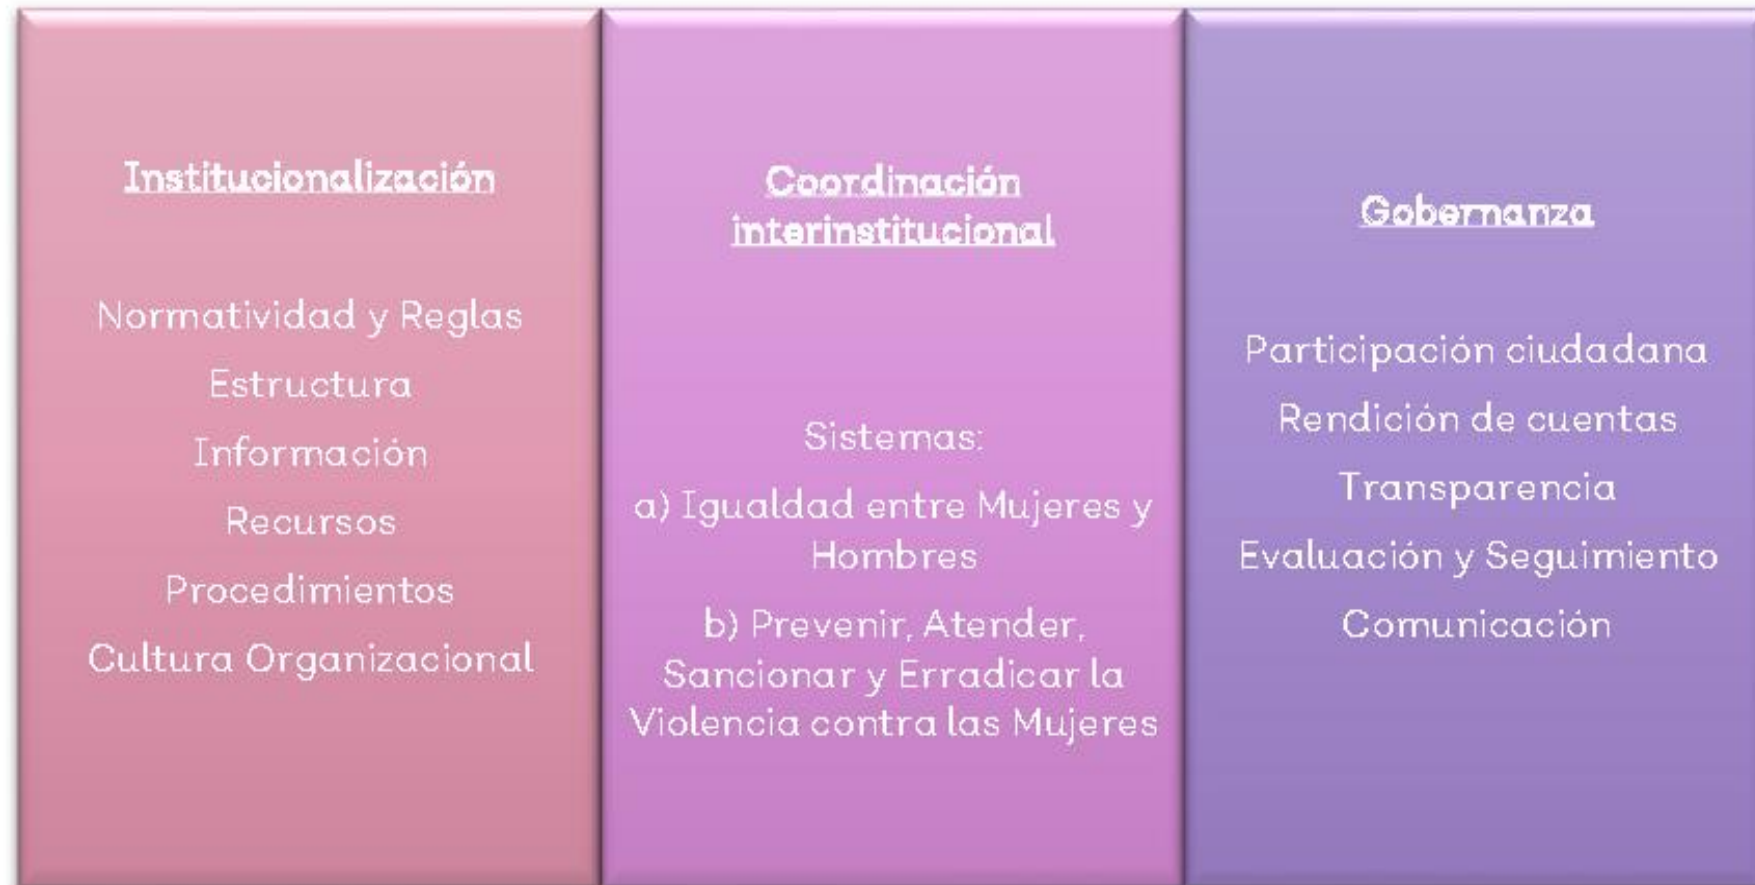 Institucionalización
Normatividad y Reglas
Estructura
Información
Recursos
Procedimientos
Cultura Organizacional
Coordinación
interinstitucional
Sistemas:
a) Igualdad entre Mujeres y
Hombres
b) Prevenir, Atender,
Sancionar y Erradicar la
Violencia contra las Mujeres
Gobernanza
Participación ciudadana
Rendición de cuentas
Transparencia
Evaluación y Seguimiento
Comunicación